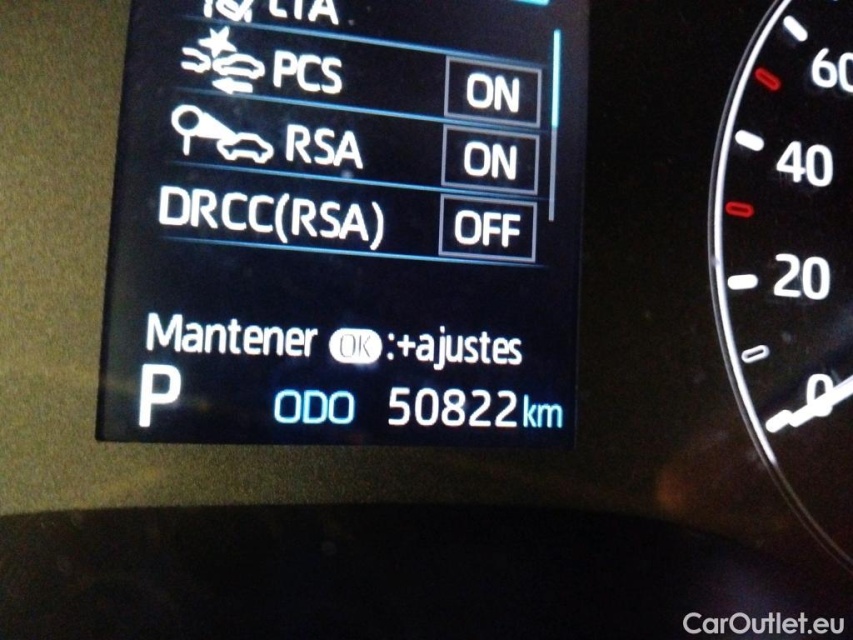 LTA
PCS ON
RSA ON
DRCC(RSA) OFF
Mantener OK :+ajustes
P ODO 50822 km
60
40
20
0
CarOutlet.eu